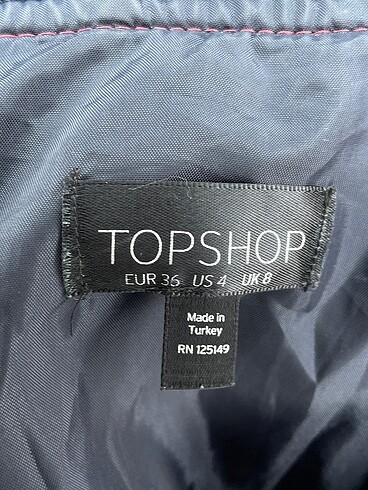 TOPSHOP
EUR 36 US 4 UK 8
Made in
Turkey
RN 125149